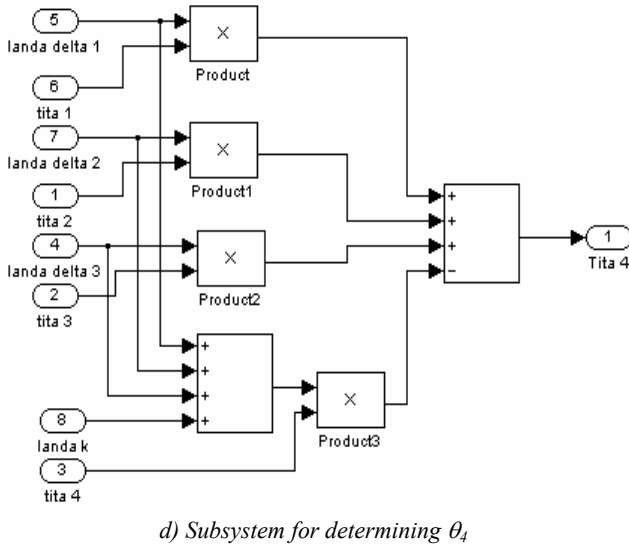 5
landa delta 1
×
Product
6
tita 1
7
landa delta 2
×
Product1
1
tita 2
4
landa delta 3
×
Product2
2
tita 3
+
+
+
−
1
Tita 4
+
+
+
+
×
Product3
8
landa k
3
tita 4
d) Subsystem for determining θ₄